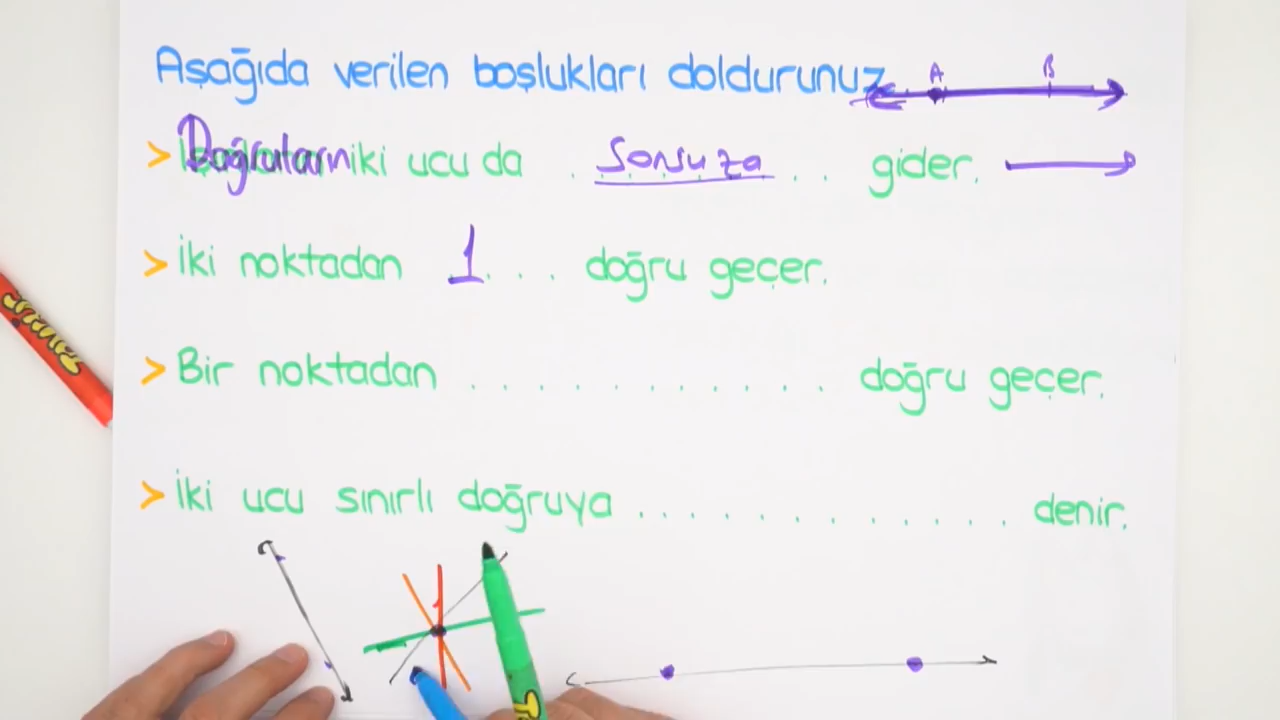 Aşağıda verilen boşlukları doldurunuz.
A B
> Doğruların iki ucu da . sonsuza . . gider.
> İki noktadan 1 . . . doğru geçer.
> Bir noktadan . . . . . . . . . . . . doğru geçer.
> İki ucu sınırlı doğruya . . . . . . . . . . . . . denir.